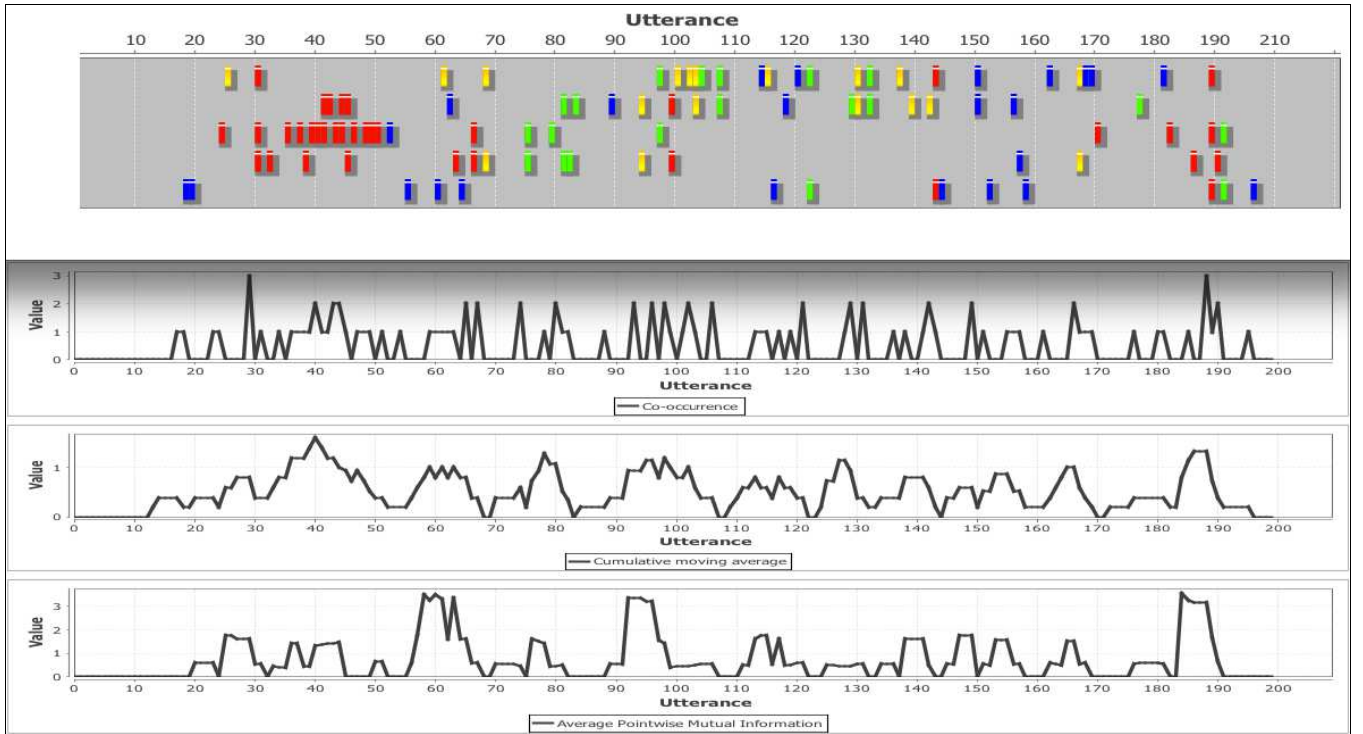 Utterance
10 20 30 40 50 60 70 80 90 100 110 120 130 140 150 160 170 180 190 210
3
2
1
0
Value
0 10 20 30 40 50 60 70 80 90 100 110 120 130 140 150 160 170 180 190 200
Utterance
Co-occurrence
1
0
Value
0 10 20 30 40 50 60 70 80 90 100 110 120 130 140 150 160 170 180 190 200
Utterance
Cumulative moving average
3
2
1
0
Value
0 10 20 30 40 50 60 70 80 90 100 110 120 130 140 150 160 170 180 190 200
Utterance
Average Pointwise Mutual Information